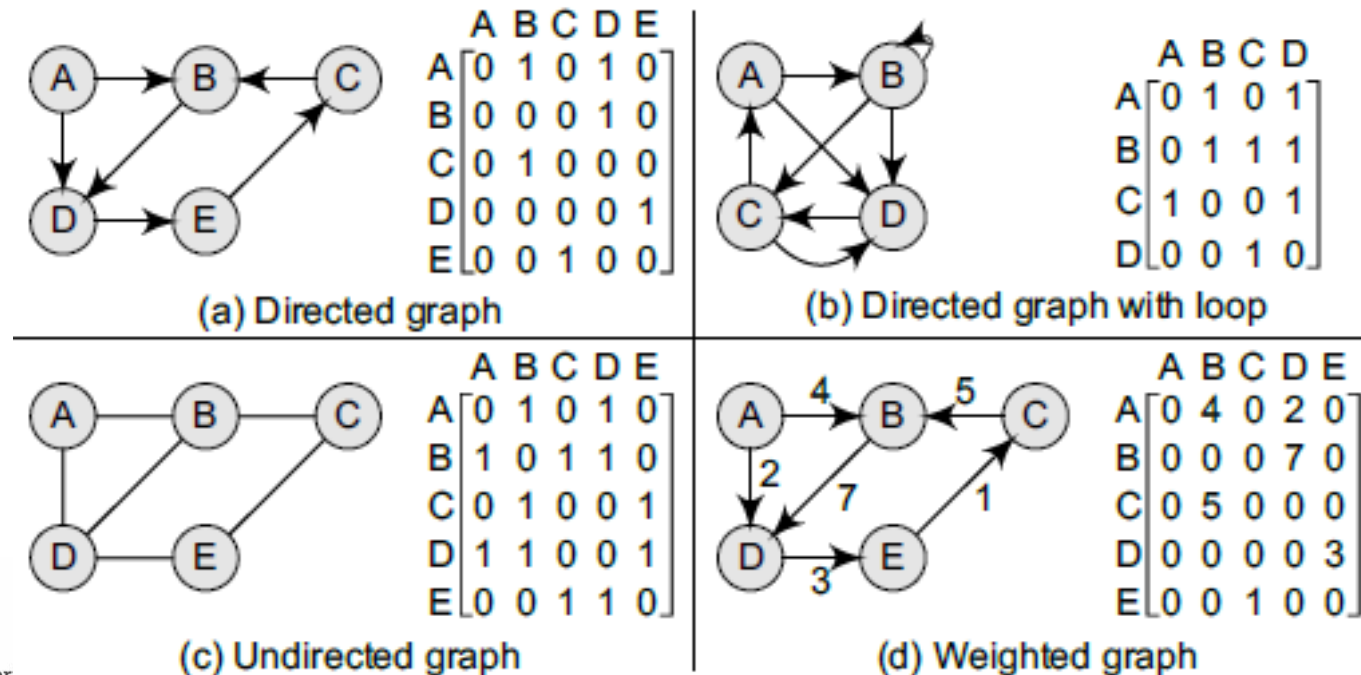 A B C D E
A 0 1 0 1 0
B 0 0 0 1 0
C 0 1 0 0 0
D 0 0 0 0 1
E 0 0 1 0 0
A B C
D E
(a) Directed graph
A B C D
A 0 1 0 1
B 0 1 1 1
C 1 0 0 1
D 0 0 1 0
A B
C D
(b) Directed graph with loop
A B C D E
A 0 1 0 1 0
B 1 0 1 1 0
C 0 1 0 0 1
D 1 1 0 0 1
E 0 0 1 1 0
A B C
D E
(c) Undirected graph
A B C D E
A 0 4 0 2 0
B 0 0 0 7 0
C 0 5 0 0 0
D 0 0 0 0 3
E 0 0 1 0 0
A 4 B 5 C
2 7 1
D 3 E
(d) Weighted graph